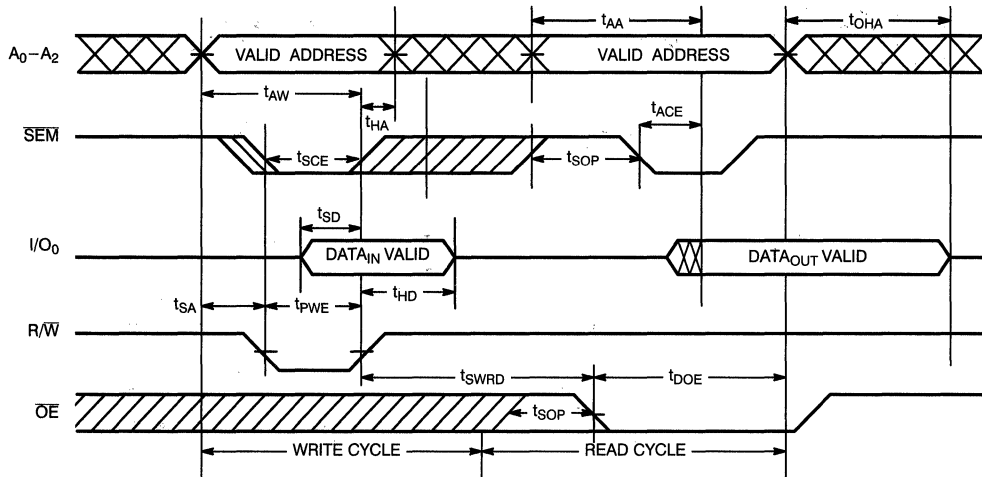 tAA
tOHA
A0–A2
VALID ADDRESS
VALID ADDRESS
tAW
tHA
tACE
SEM
tSCE
tSOP
tSD
I/O0
DATAIN VALID
DATAOUT VALID
tSA
tPWE
tHD
R/W
tSWRD
tDOE
OE
tSOP
WRITE CYCLE
READ CYCLE